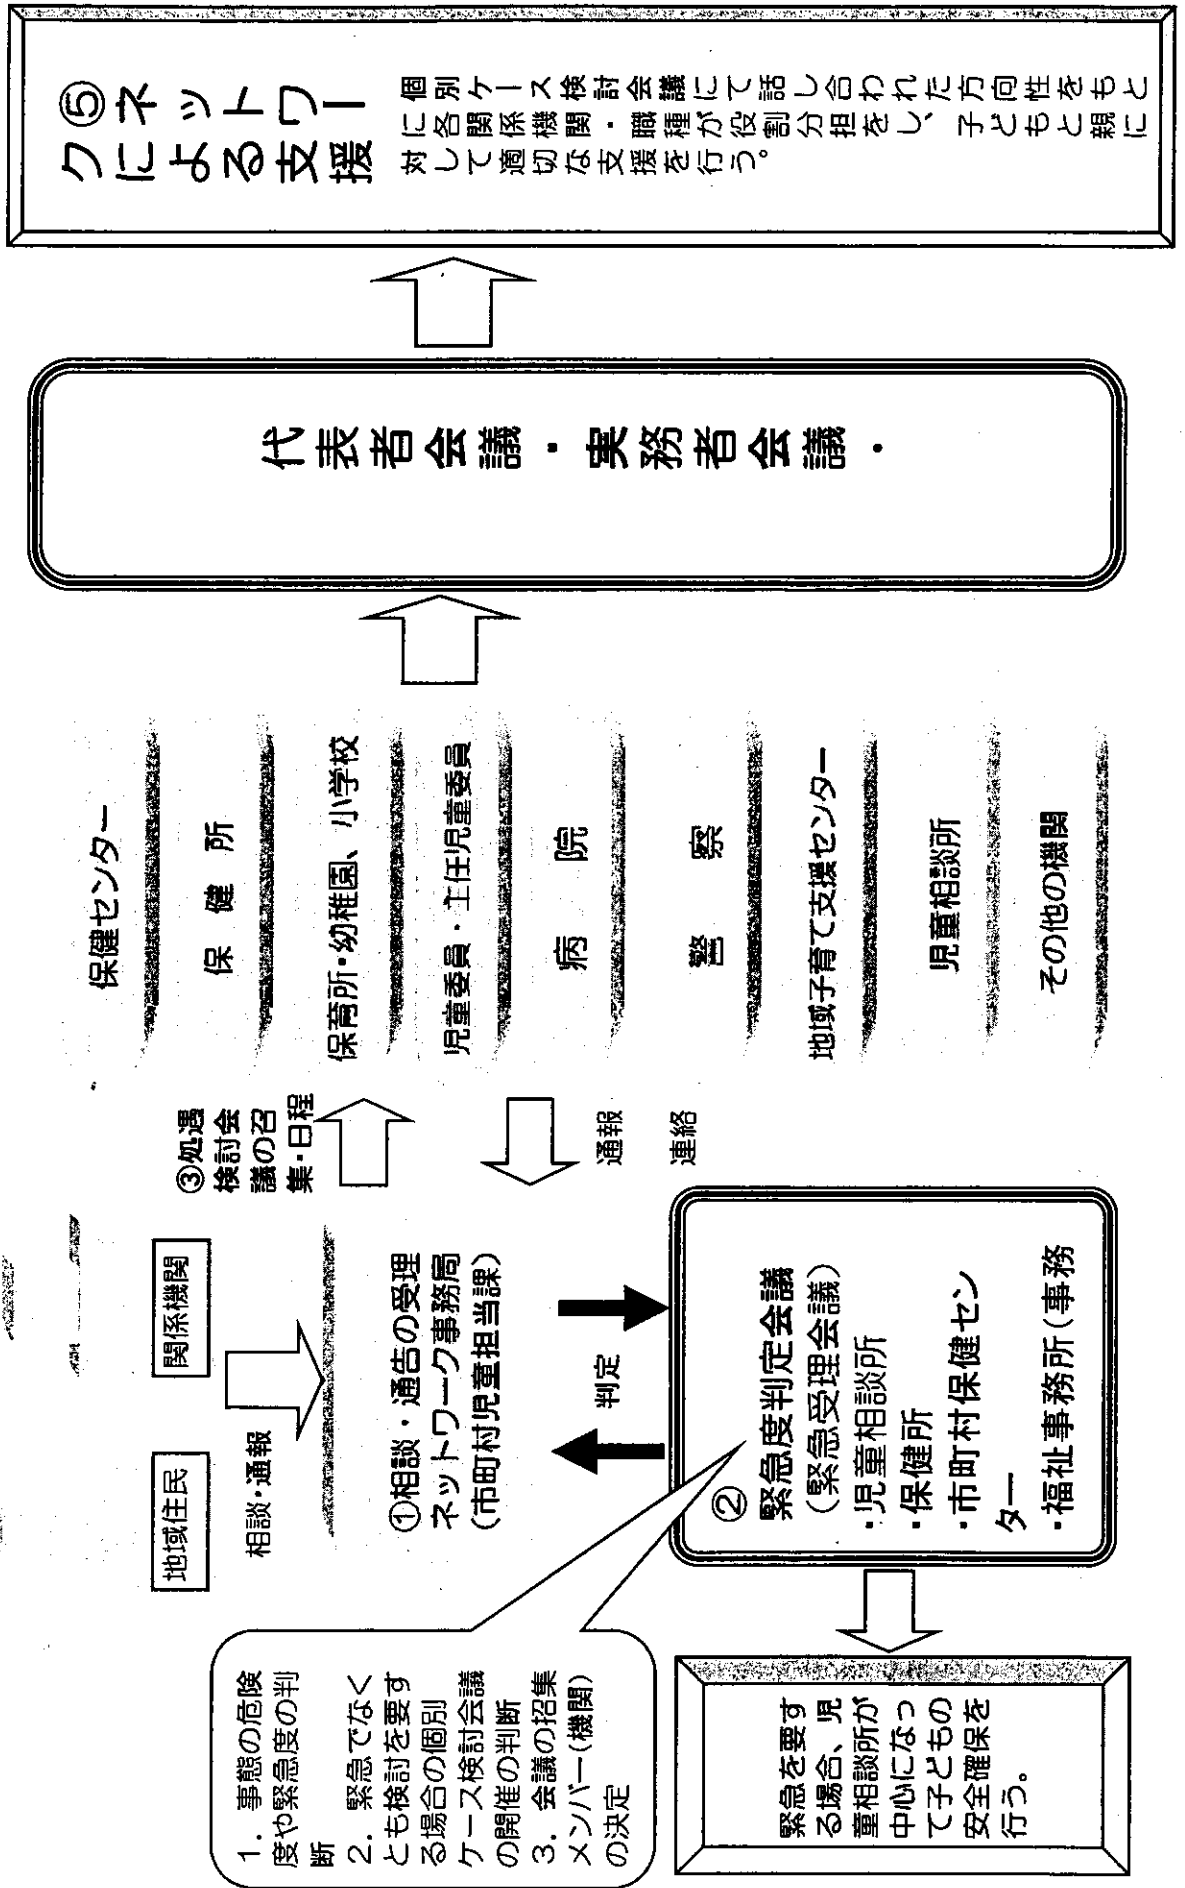 地域住民
関係機関
相談・通報
①相談・通告の受理
ネットワーク事務局
(市町村児童担当課)
判定
1．事態の危険
度や緊急度の判
断
2．緊急でなく
とも検討を要す
る場合の個別
ケース検討会議
の開催の判断
3．会議の招集
メンバー(機関)
の決定
②
緊急度判定会議
(緊急受理会議)
・児童相談所
・保健所
・市町村保健セン
ター
・福祉事務所(事務
緊急を要す
る場合、児
童相談所が
中心になっ
て子どもの
安全確保を
行う。
③処遇
検討会
議の召
集・日程
通報
連絡
保健センター
保健所
保育所・幼稚園、小学校
児童委員・主任児童委員
病院
警察
地域子育て支援センター
児童相談所
その他の機関
代表者会議・実務者会議・
⑤ネットワー
クによる支援
個別ケース検討会議にて話し合われた方向性をもと
に各関係機関・職種が役割分担をし、子どもと親に
対して適切な支援を行う。